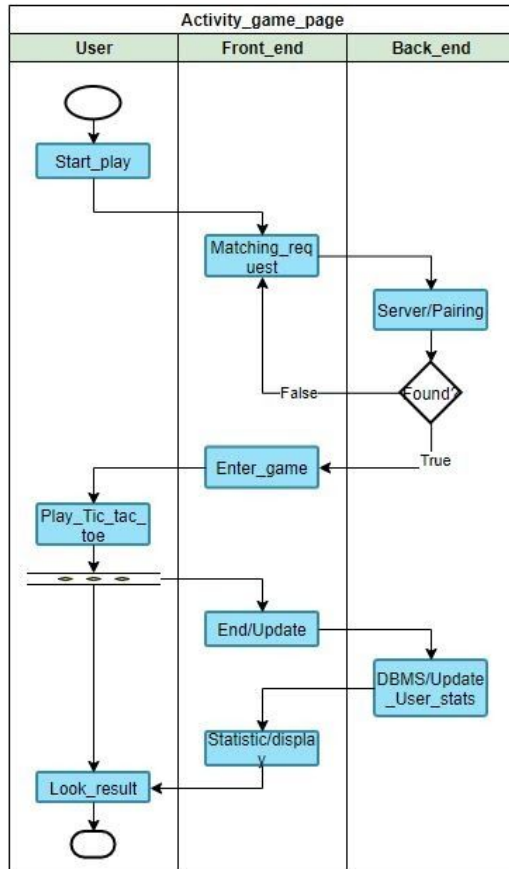 Activity_game_page
User
Front_end
Back_end
Start_play
Matching_req
uest
Server/Pairing
Found?
False
True
Enter_game
Play_Tic_tac_
toe
End/Update
DBMS/Update
_User_stats
Statistic/displa
y
Look_result